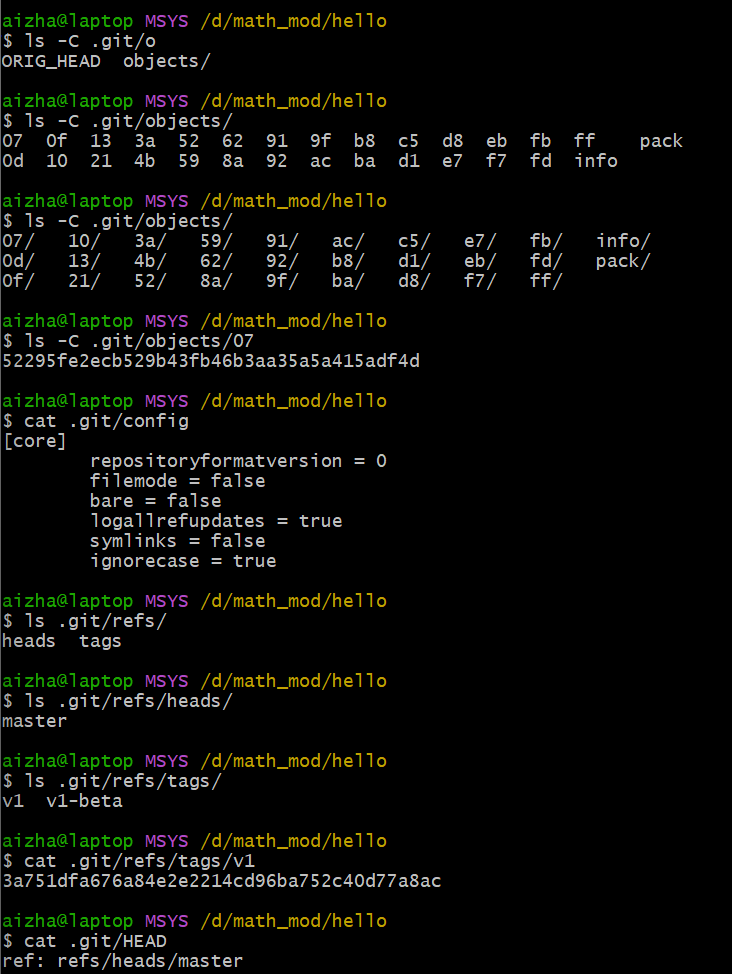 aizha@laptop MSYS /d/math_mod/hello
$ ls -C .git/o
ORIG_HEAD  objects/

aizha@laptop MSYS /d/math_mod/hello
$ ls -C .git/objects/
07  0f  13  3a  52  62  91  9f  b8  c5  d8  eb  fb  ff    pack
0d  10  21  4b  59  8a  92  ac  ba  d1  e7  f7  fd  info

aizha@laptop MSYS /d/math_mod/hello
$ ls -C .git/objects/
07/   10/   3a/   59/   91/   ac/   c5/   e7/   fb/   info/
0d/   13/   4b/   62/   92/   b8/   d1/   eb/   fd/   pack/
0f/   21/   52/   8a/   9f/   ba/   d8/   f7/   ff/

aizha@laptop MSYS /d/math_mod/hello
$ ls -C .git/objects/07
52295fe2ecb529b43fb46b3aa35a5a415adf4d

aizha@laptop MSYS /d/math_mod/hello
$ cat .git/config
[core]
        repositoryformatversion = 0
        filemode = false
        bare = false
        logallrefupdates = true
        symlinks = false
        ignorecase = true

aizha@laptop MSYS /d/math_mod/hello
$ ls .git/refs/
heads  tags

aizha@laptop MSYS /d/math_mod/hello
$ ls .git/refs/heads/
master

aizha@laptop MSYS /d/math_mod/hello
$ ls .git/refs/tags/
v1  v1-beta

aizha@laptop MSYS /d/math_mod/hello
$ cat .git/refs/tags/v1
3a751dfa676a84e2e2214cd96ba752c40d77a8ac

aizha@laptop MSYS /d/math_mod/hello
$ cat .git/HEAD
ref: refs/heads/master